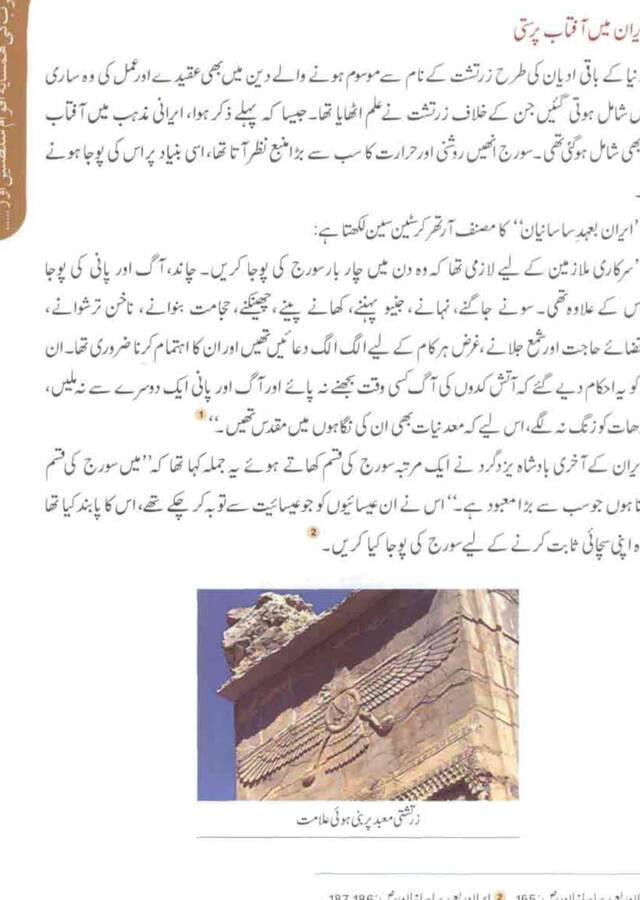 ایران میں آفتاب پرستی
دنیا کے باقی ادیان کی طرح زرتشت کے نام سے موسوم ہونے والے دین میں بھی عقیدے اور عمل کی وہ ساری
شامل ہوتی گئیں جن کے خلاف زرتشت نے علم اٹھایا تھا۔ جیسا کہ پہلے ذکر ہوا، ایرانی مذہب میں آفتاب
بھی شامل ہو گئی تھی۔ سورج انھیں روشنی اور حرارت کا سب سے بڑا منبع نظر آتا تھا، اسی بنیاد پر اس کی پوجا ہونے
’’ایران بعہدِ ساسانیان‘‘ کا مصنف آرتھر کرسٹین سین لکھتا ہے:
’’سرکاری ملازمین کے لیے لازمی تھا کہ وہ دن میں چار بار سورج کی پوجا کریں۔ چاند، آگ اور پانی کی پوجا
اس کے علاوہ تھی۔ سونے جاگنے، نہانے، جنیو پہننے، کھانے پینے، چھینکنے، حجامت بنوانے، ناخن ترشوانے،
قضائے حاجت اور شمع جلانے، غرض ہر کام کے لیے الگ الگ دعائیں تھیں اور ان کا اہتمام کرنا ضروری تھا۔ ان
کو یہ احکام دیے گئے کہ آتش کدوں کی آگ کسی وقت بجھنے نہ پائے اور آگ اور پانی ایک دوسرے سے نہ ملیں،
دھات کو زنگ نہ لگے، اس لیے کہ معدنیات بھی ان کی نگاہوں میں مقدس تھیں۔‘‘ 1
ایران کے آخری بادشاہ یزدگرد نے ایک مرتبہ سورج کی قسم کھاتے ہوئے یہ جملہ کہا تھا کہ ’’میں سورج کی قسم
ہوں جو سب سے بڑا معبود ہے۔‘‘ اس نے ان عیسائیوں کو جو عیسائیت سے توبہ کر چکے تھے، اس کا پابند کیا تھا
وہ اپنی سچائی ثابت کرنے کے لیے سورج کی پوجا کیا کریں۔ 2
زرتشتی معبد پر بنی ہوئی علامت